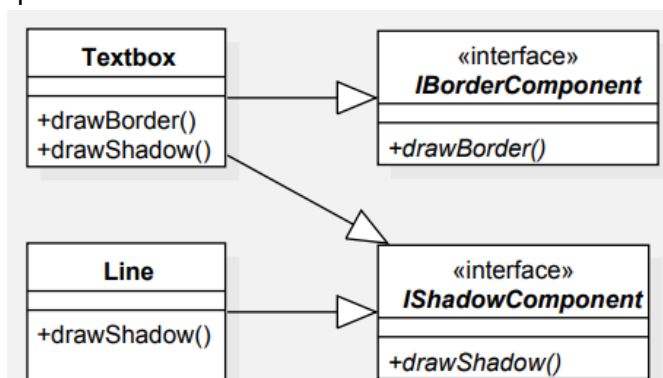 Textbox
+drawBorder()
+drawShadow()
«interface»
IBorderComponent
+drawBorder()
Line
+drawShadow()
«interface»
IShadowComponent
+drawShadow()